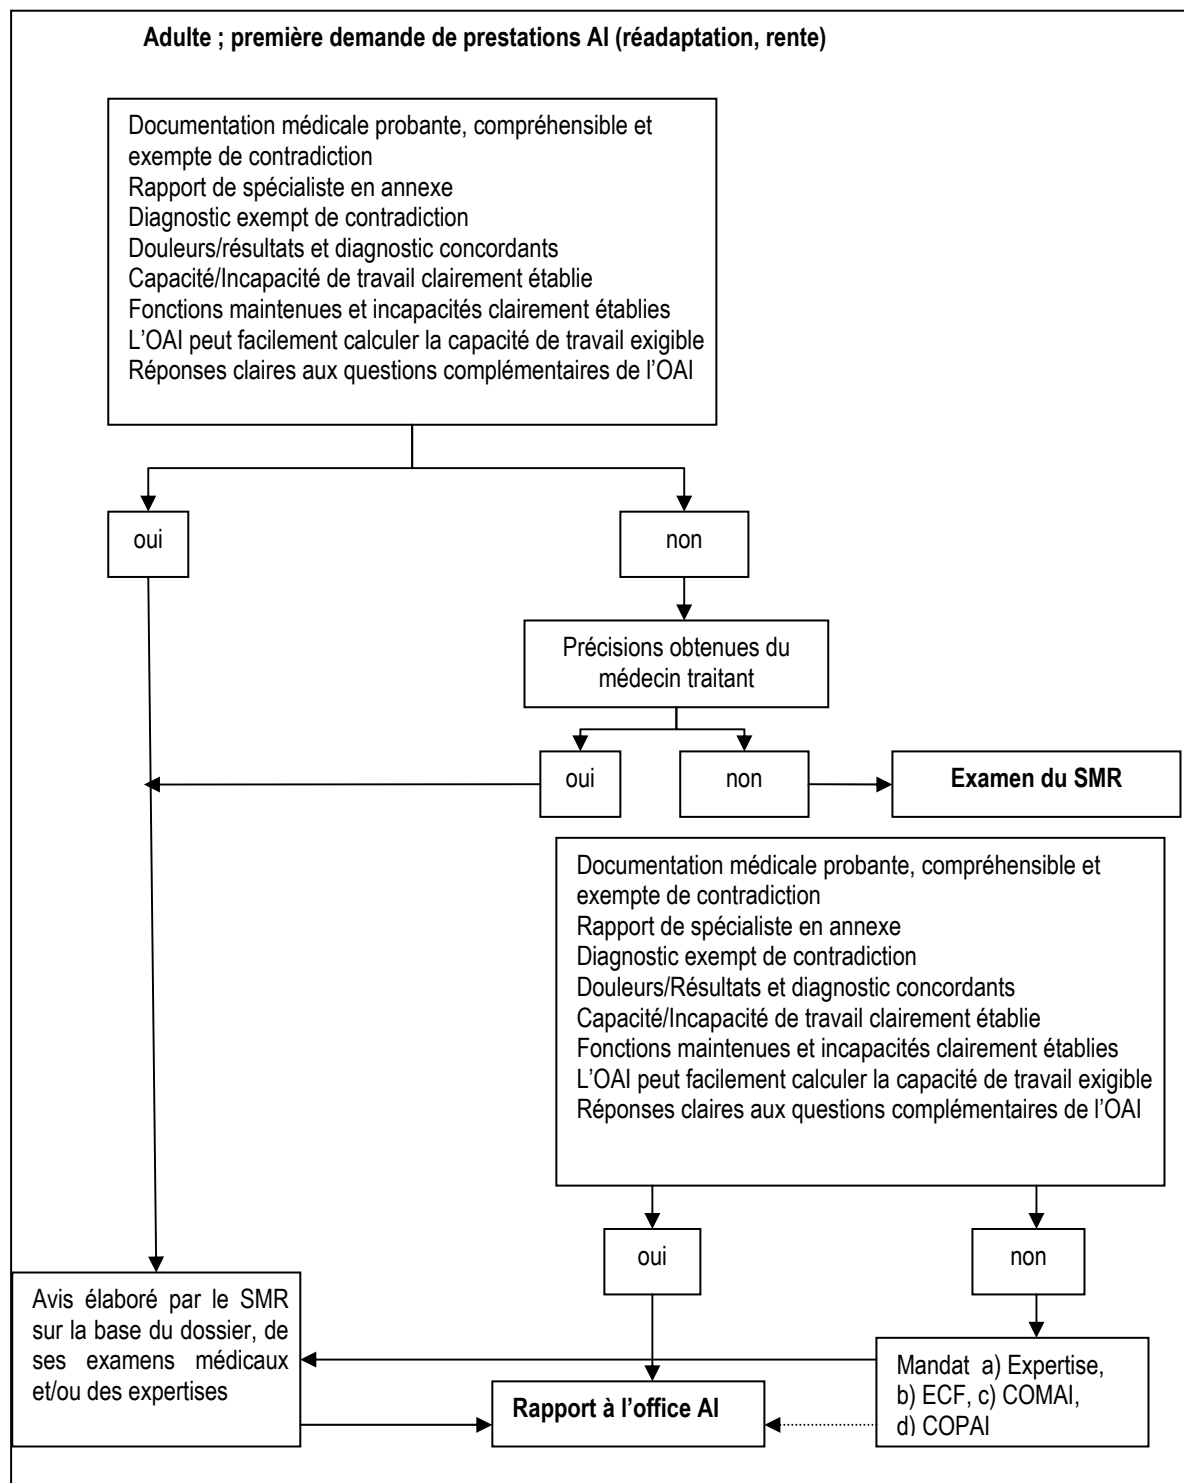 Adulte ; première demande de prestations AI (réadaptation, rente)
Documentation médicale probante, compréhensible et
exempte de contradiction
Rapport de spécialiste en annexe
Diagnostic exempt de contradiction
Douleurs/résultats et diagnostic concordants
Capacité/Incapacité de travail clairement établie
Fonctions maintenues et incapacités clairement établies
L’OAI peut facilement calculer la capacité de travail exigible
Réponses claires aux questions complémentaires de l’OAI
oui
non
Précisions obtenues du
médecin traitant
oui
non
Examen du SMR
Documentation médicale probante, compréhensible et
exempte de contradiction
Rapport de spécialiste en annexe
Diagnostic exempt de contradiction
Douleurs/Résultats et diagnostic concordants
Capacité/Incapacité de travail clairement établie
Fonctions maintenues et incapacités clairement établies
L’OAI peut facilement calculer la capacité de travail exigible
Réponses claires aux questions complémentaires de l’OAI
oui
non
Avis élaboré par le SMR
sur la base du dossier, de
ses examens médicaux
et/ou des expertises
Rapport à l’office AI
Mandat a) Expertise,
b) ECF, c) COMAI,
d) COPAI